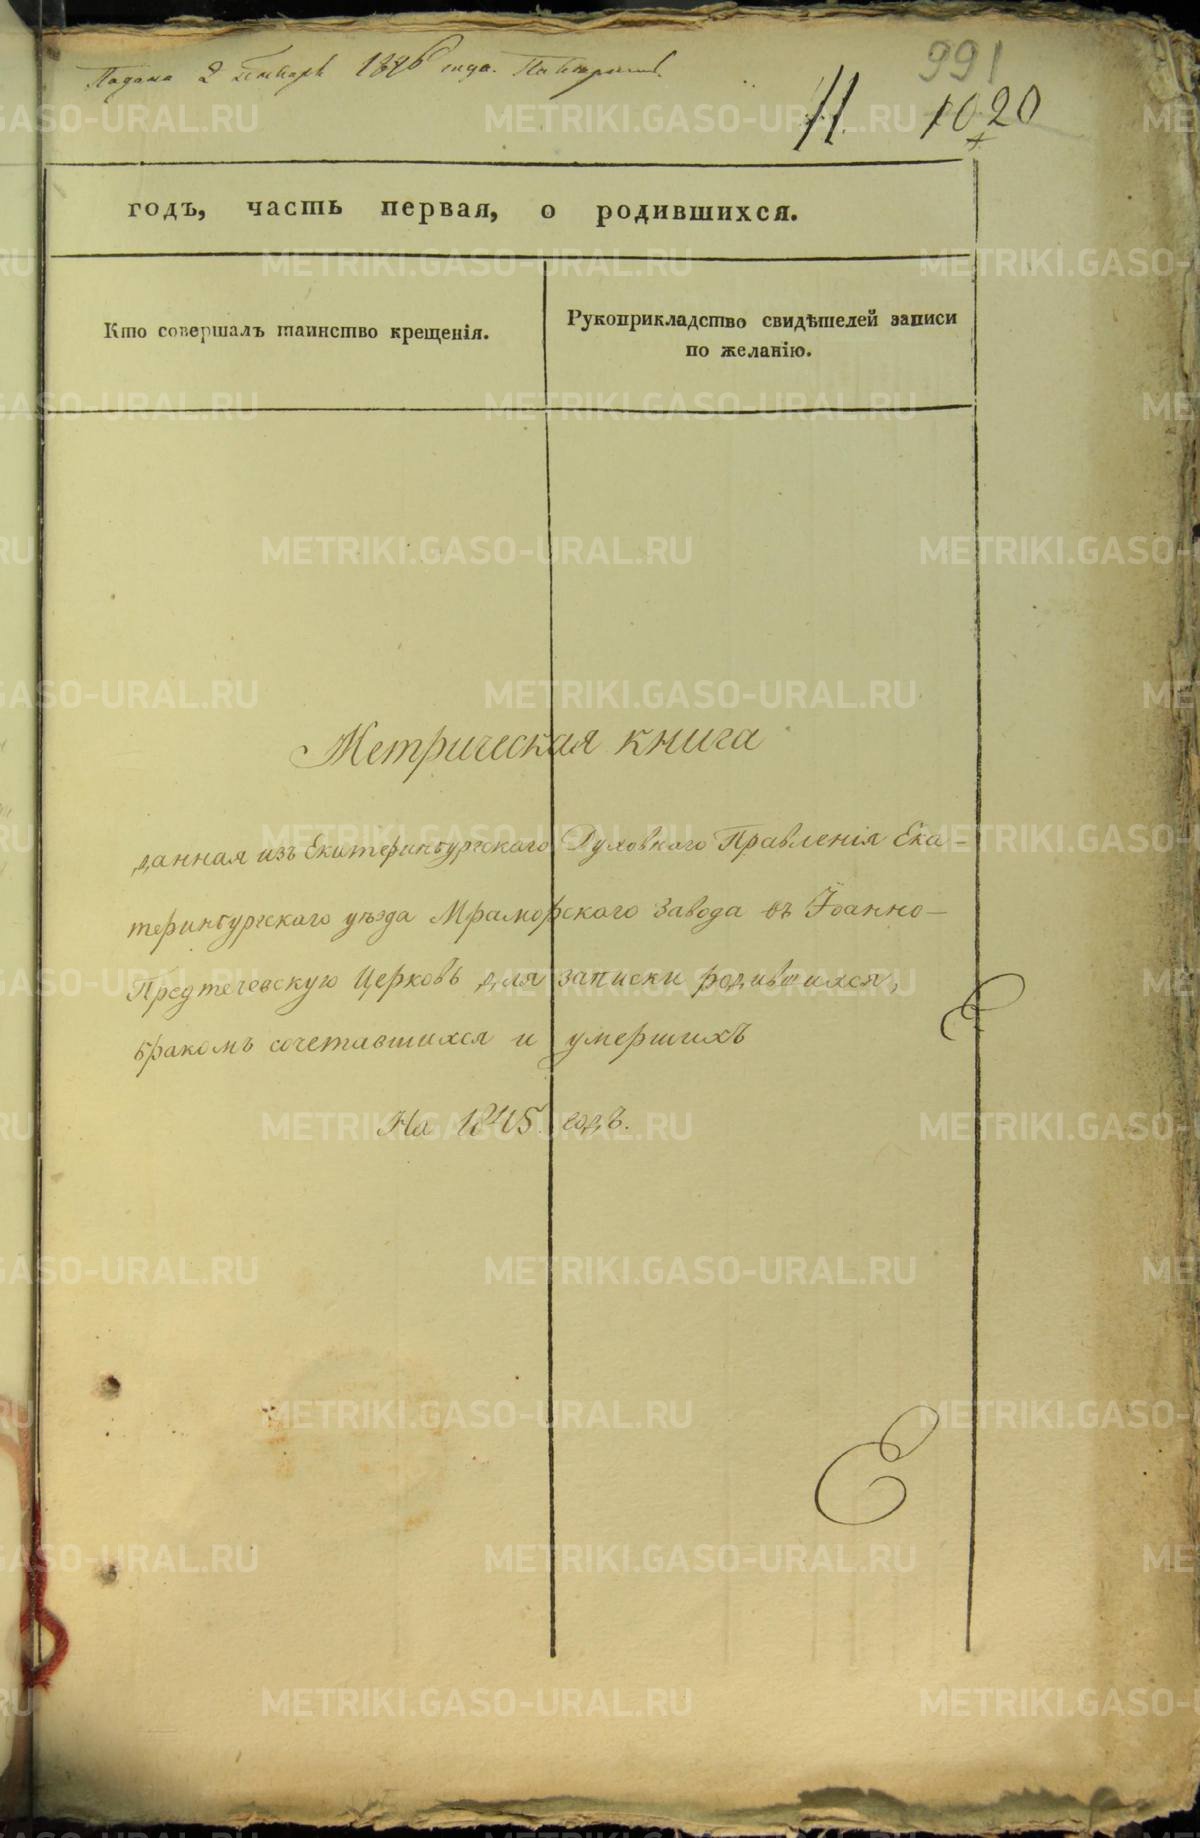 Подана 2 Генваря 1846 года.
991
11. 1020
годъ, часть первая, о родившихся.
Кто совершалъ таинство крещенія.
Рукоприкладство свидѣтелей записи
по желанію.
Метрическая книга
данная изъ Екатеринбургскаго Духовнаго Правленія Ека-
теринбургскаго уѣзда Мраморскаго Завода въ Іоанно-
Предтечевскую Церковь для записки родившихся,
бракомъ сочетавшихся и умершихъ
На 1845. годъ.
METRIKI.GASO-URAL.RU